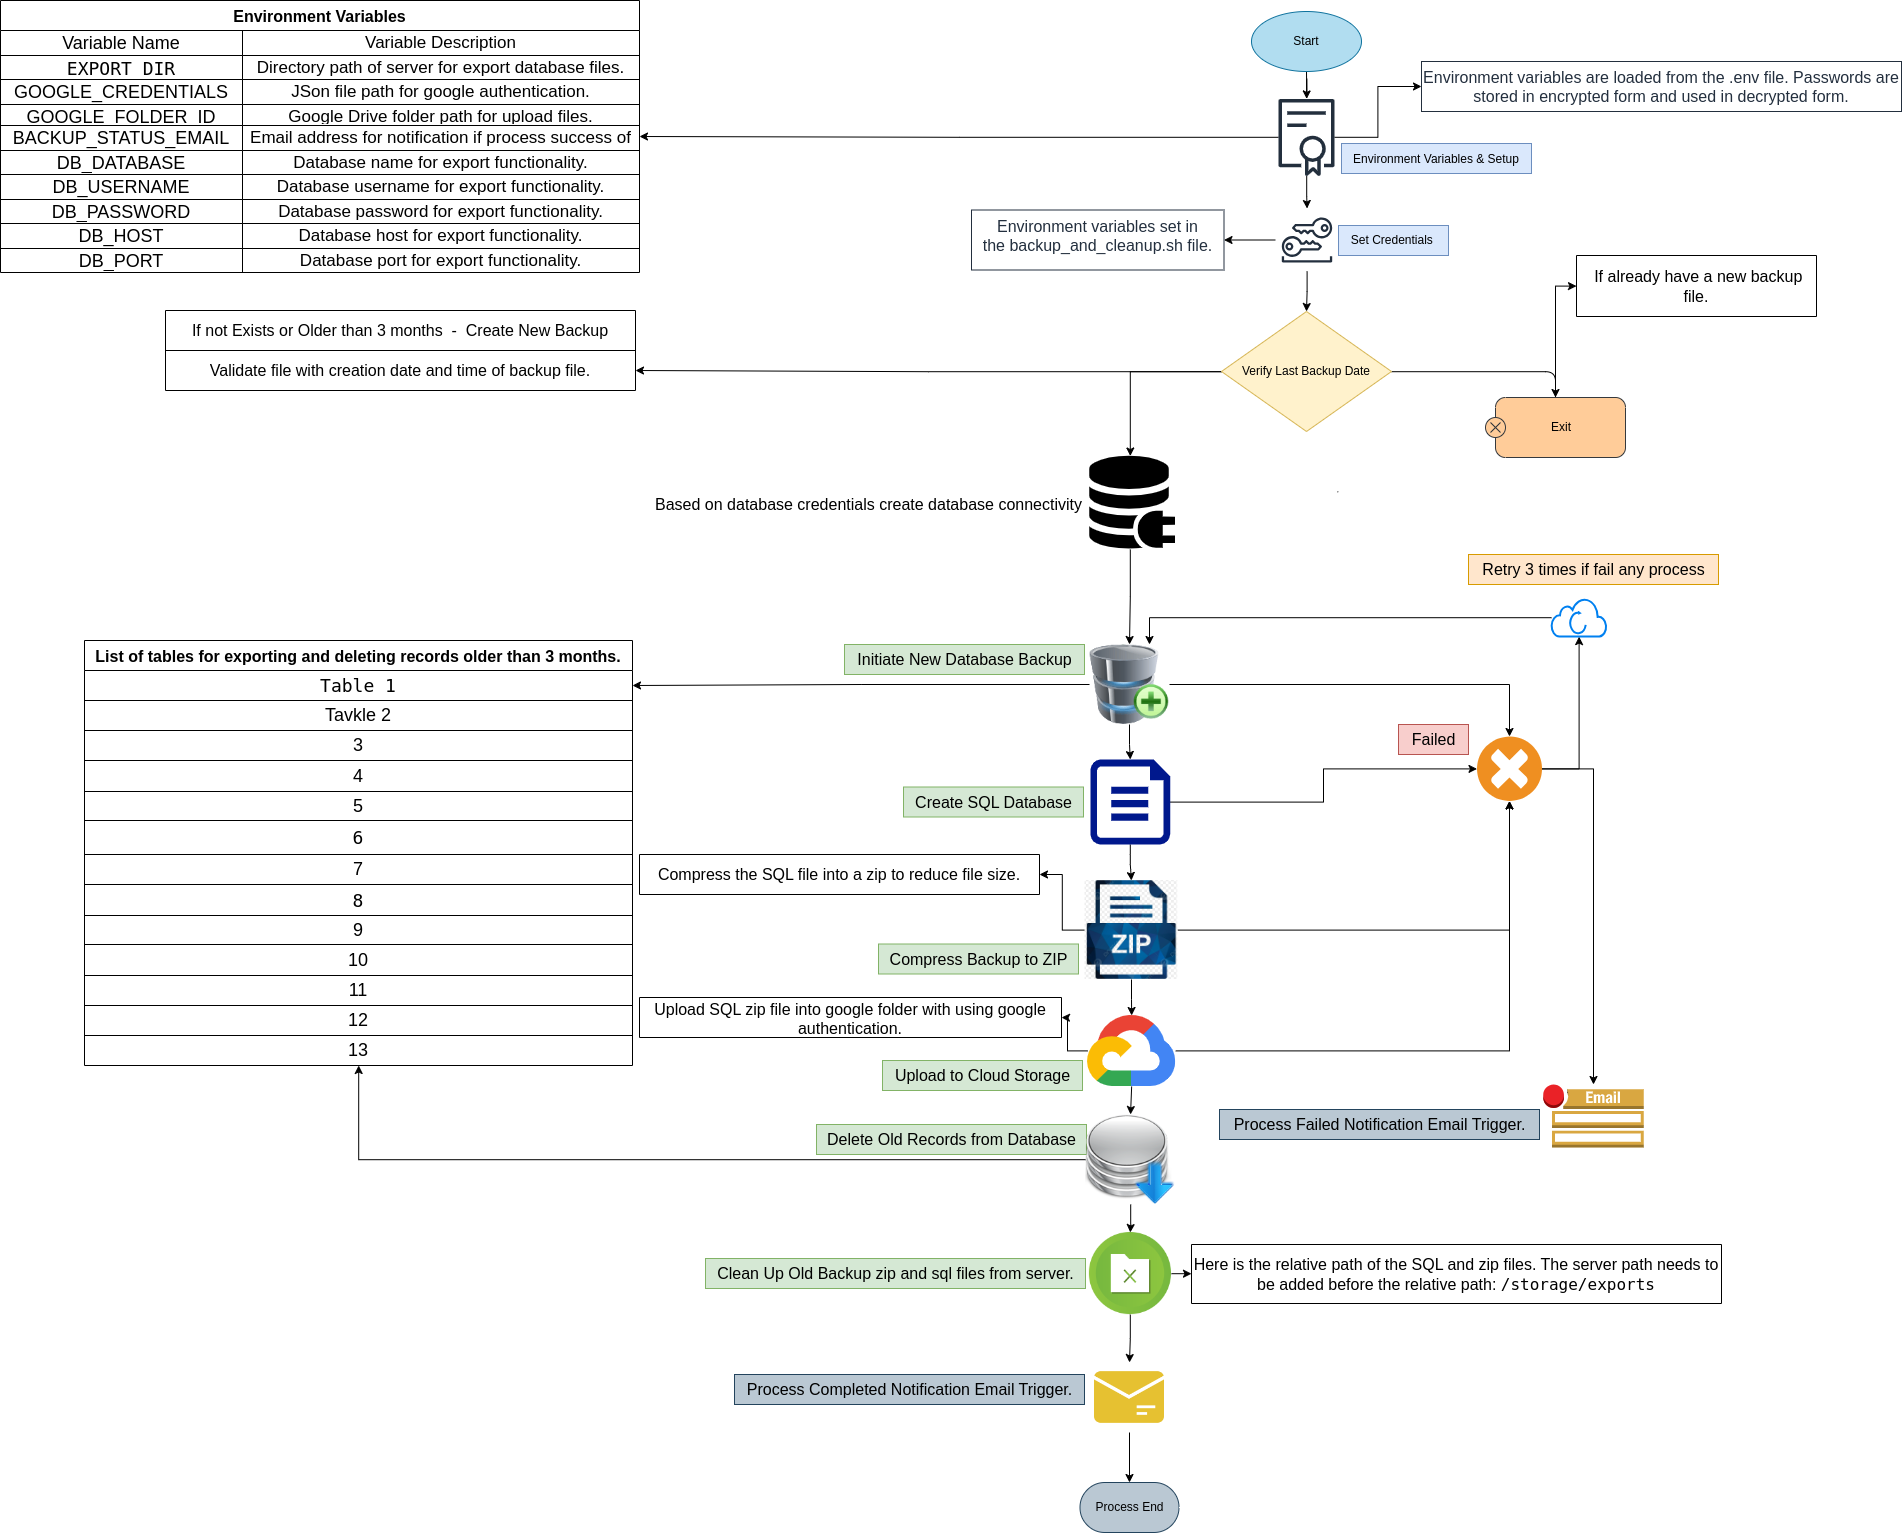 Environment Variables
Variable Name Variable Description
EXPORT DIR Directory path of server for export database files.
GOOGLE_CREDENTIALS JSon file path for google authentication.
GOOGLE_FOLDER_ID Google Drive folder path for upload files.
BACKUP_STATUS_EMAIL Email address for notification if process success of
DB_DATABASE Database name for export functionality.
DB_USERNAME Database username for export functionality.
DB_PASSWORD Database password for export functionality.
DB_HOST Database host for export functionality.
DB_PORT Database port for export functionality.
Start
Environment variables are loaded from the .env file. Passwords are
stored in encrypted form and used in decrypted form.
Environment Variables & Setup
Environment variables set in
the backup_and_cleanup.sh file.
Set Credentials
If already have a new backup
file.
If not Exists or Older than 3 months  -  Create New Backup
Validate file with creation date and time of backup file.
Verify Last Backup Date
Exit
Based on database credentials create database connectivity
Retry 3 times if fail any process
List of tables for exporting and deleting records older than 3 months.
Table 1
Tavkle 2
3
4
5
6
7
8
9
10
11
12
13
Initiate New Database Backup
Failed
Create SQL Database
Compress the SQL file into a zip to reduce file size.
ZIP
Compress Backup to ZIP
Upload SQL zip file into google folder with using google
authentication.
Upload to Cloud Storage
Email
Process Failed Notification Email Trigger.
Delete Old Records from Database
Clean Up Old Backup zip and sql files from server.
Here is the relative path of the SQL and zip files. The server path needs to
be added before the relative path: /storage/exports
Process Completed Notification Email Trigger.
Process End